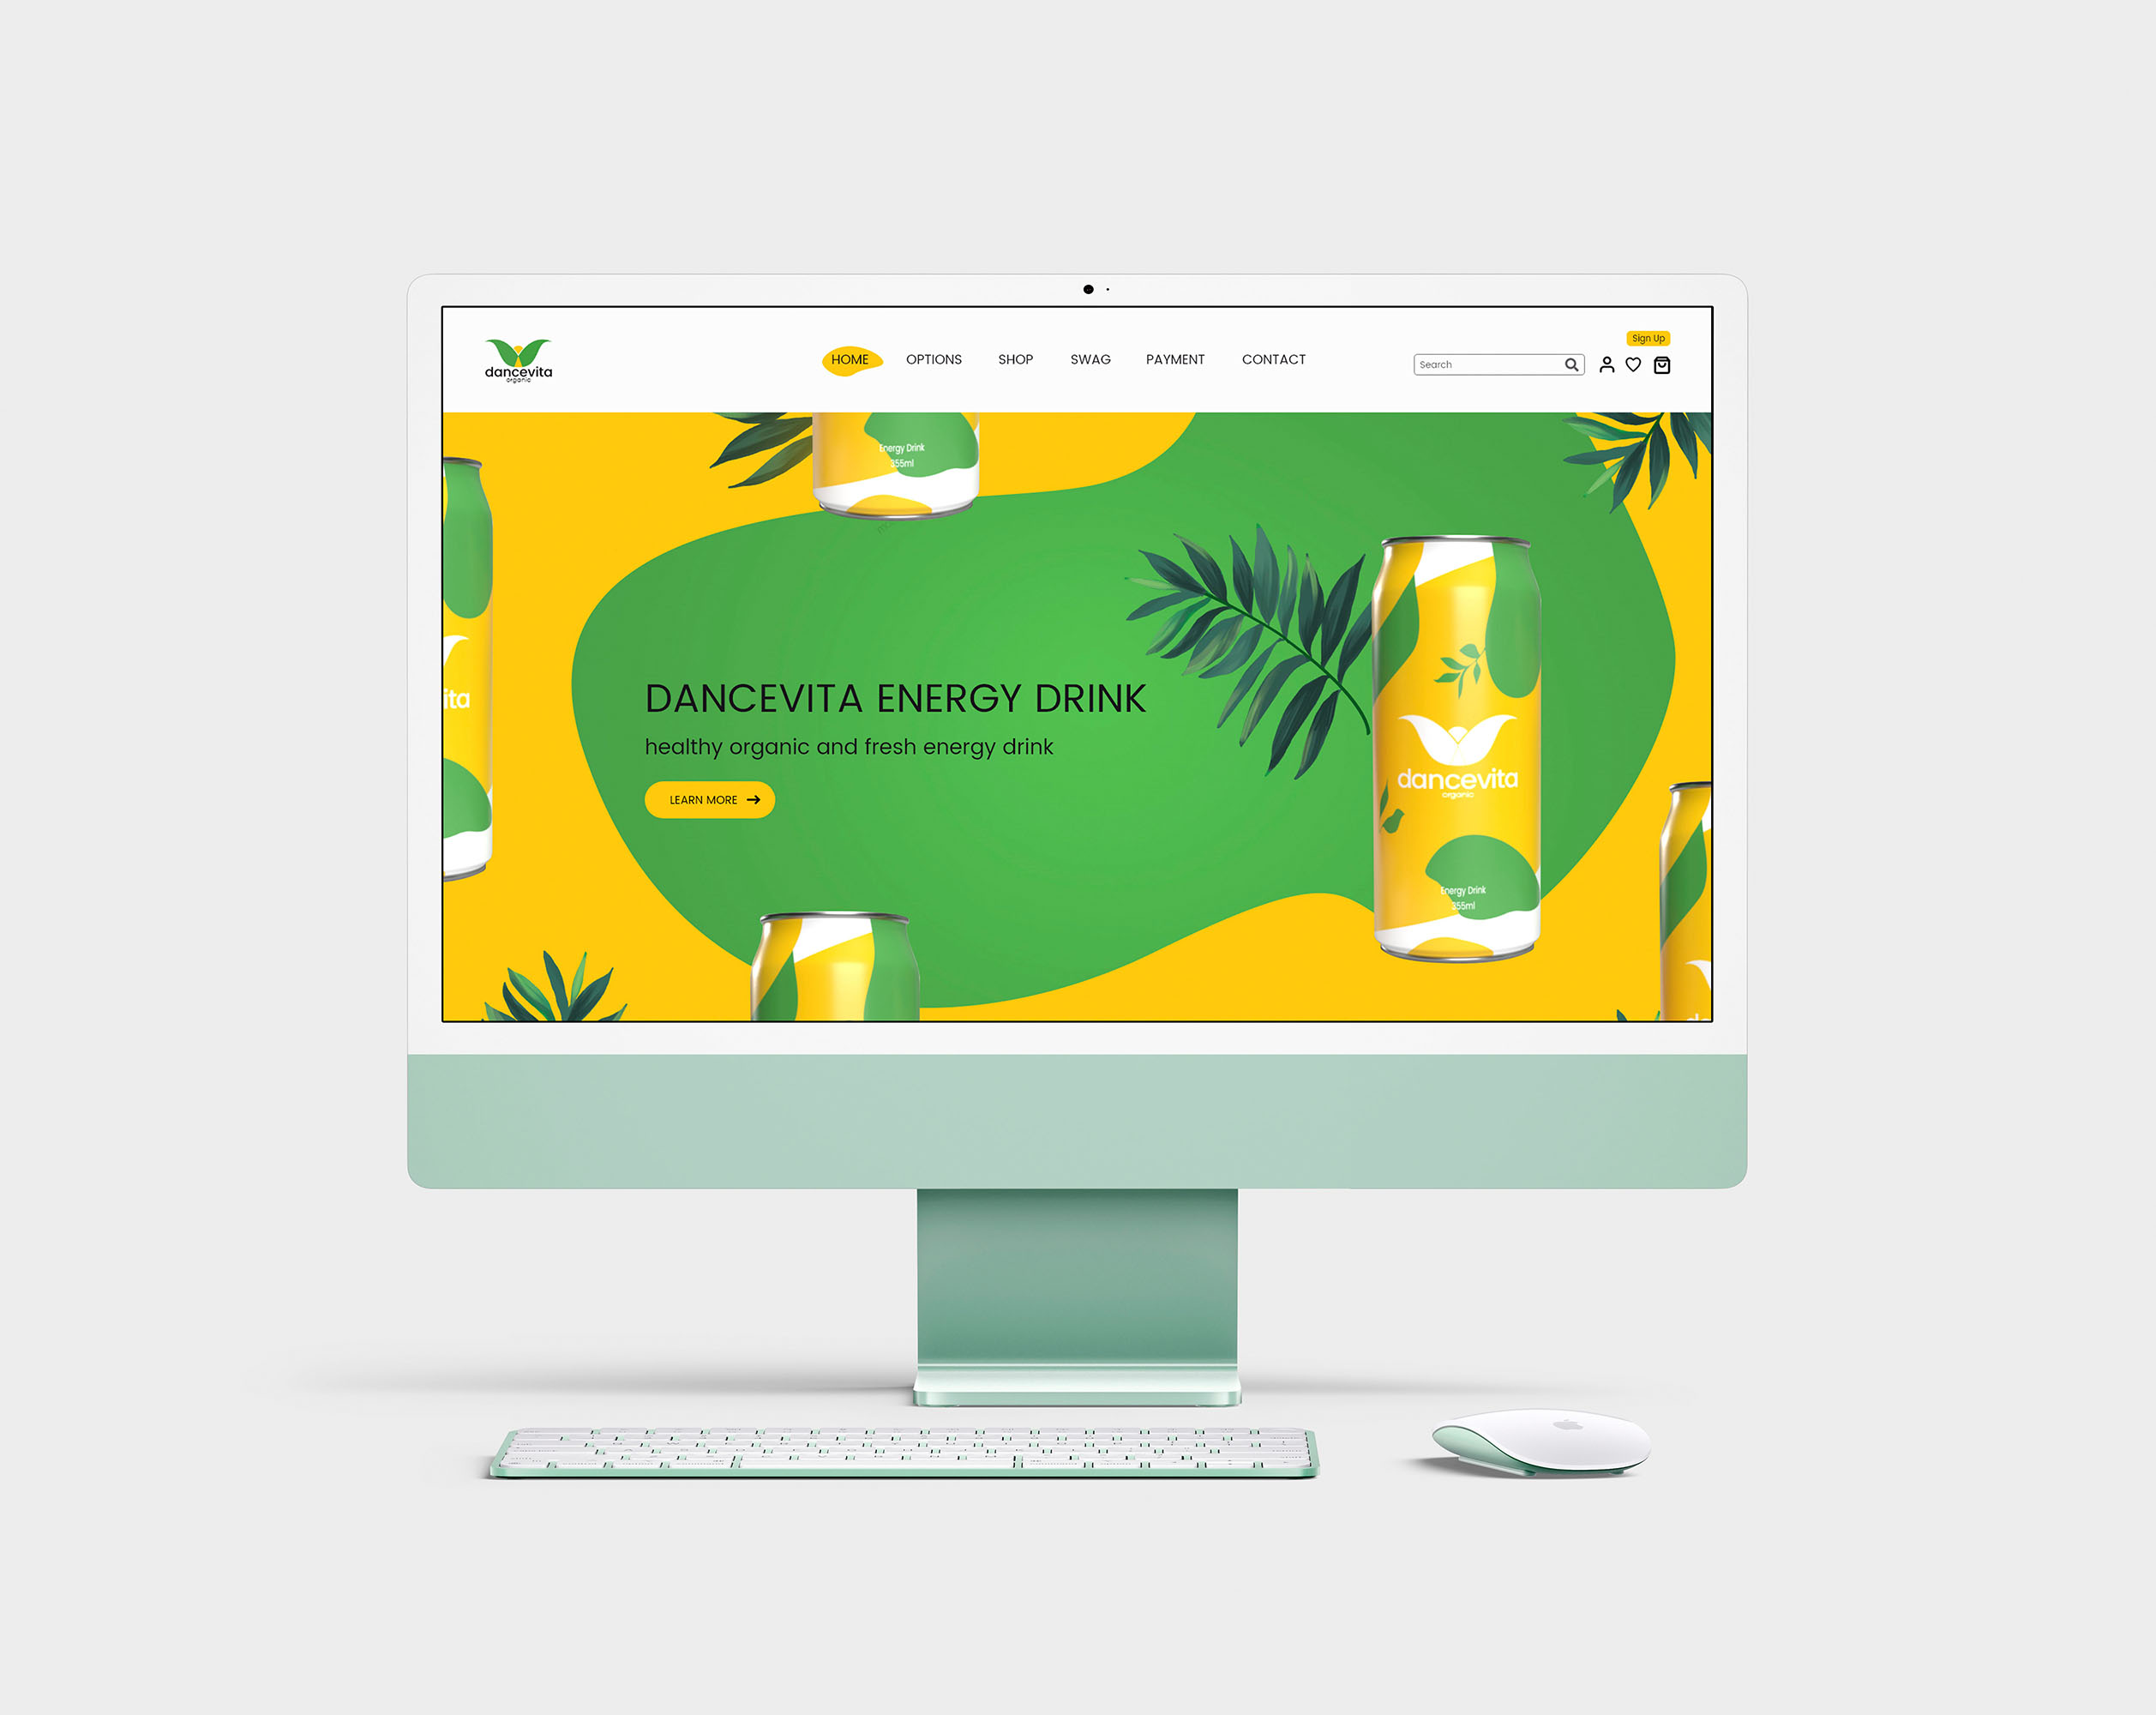 dancevita
organic
HOME OPTIONS SHOP SWAG PAYMENT CONTACT
Sign Up
Search
Energy Drink
355ml
ita
DANCEVITA ENERGY DRINK
healthy organic and fresh energy drink
LEARN MORE
dancevita
organic
Energy Drink
355ml